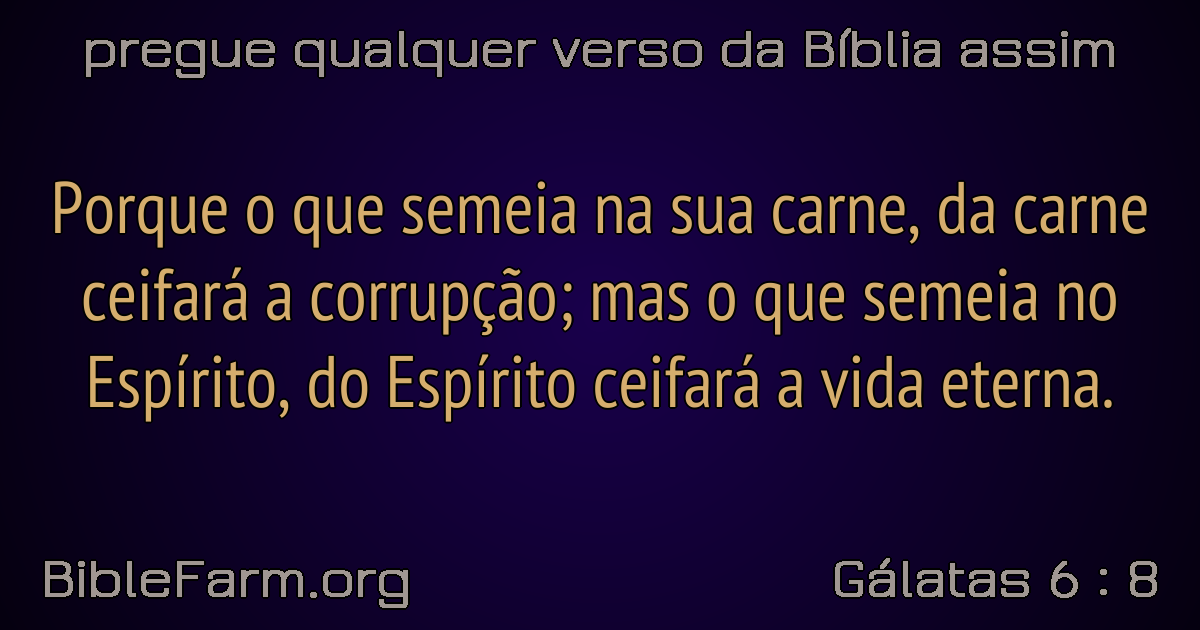 pregue qualquer verso da Bíblia assim
Porque o que semeia na sua carne, da carne
ceifará a corrupção; mas o que semeia no
Espírito, do Espírito ceifará a vida eterna.
BibleFarm.org
Gálatas 6 : 8